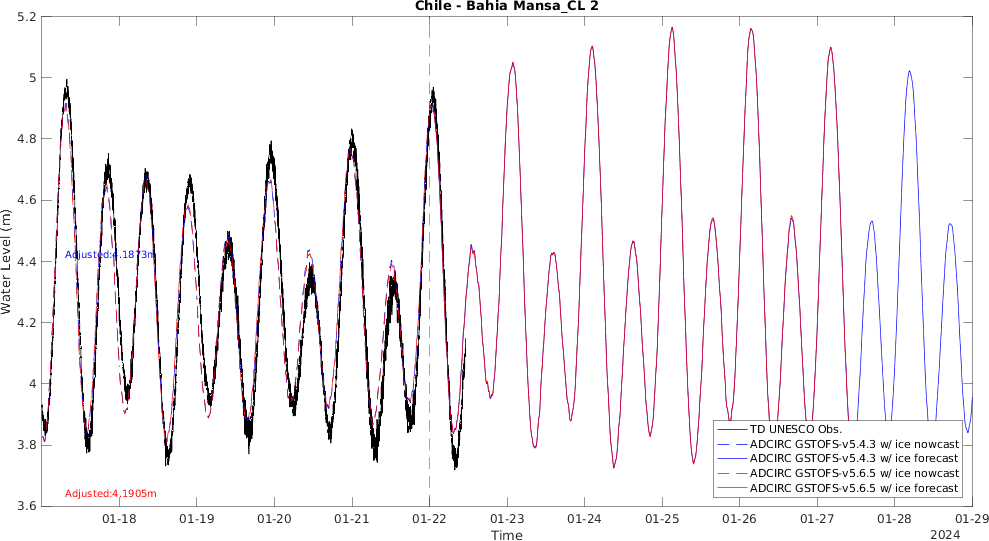 Chile - Bahia Mansa_CL 2
5.2
5
4.8
4.6
4.4
4.2
4
3.8
3.6
Water Level (m)
Adjusted:4.1873m
Adjusted:4.1905m
TD UNESCO Obs.
ADCIRC GSTOFS-v5.4.3 w/ ice nowcast
ADCIRC GSTOFS-v5.4.3 w/ ice forecast
ADCIRC GSTOFS-v5.6.5 w/ ice nowcast
ADCIRC GSTOFS-v5.6.5 w/ ice forecast
01-18 01-19 01-20 01-21 01-22 01-23 01-24 01-25 01-26 01-27 01-28 01-29
Time
2024